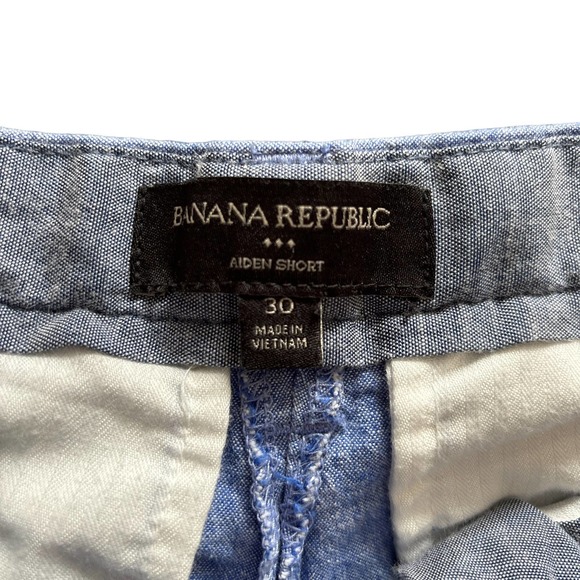 BANANA REPUBLIC
AIDEN SHORT
30
MADE IN
VIETNAM